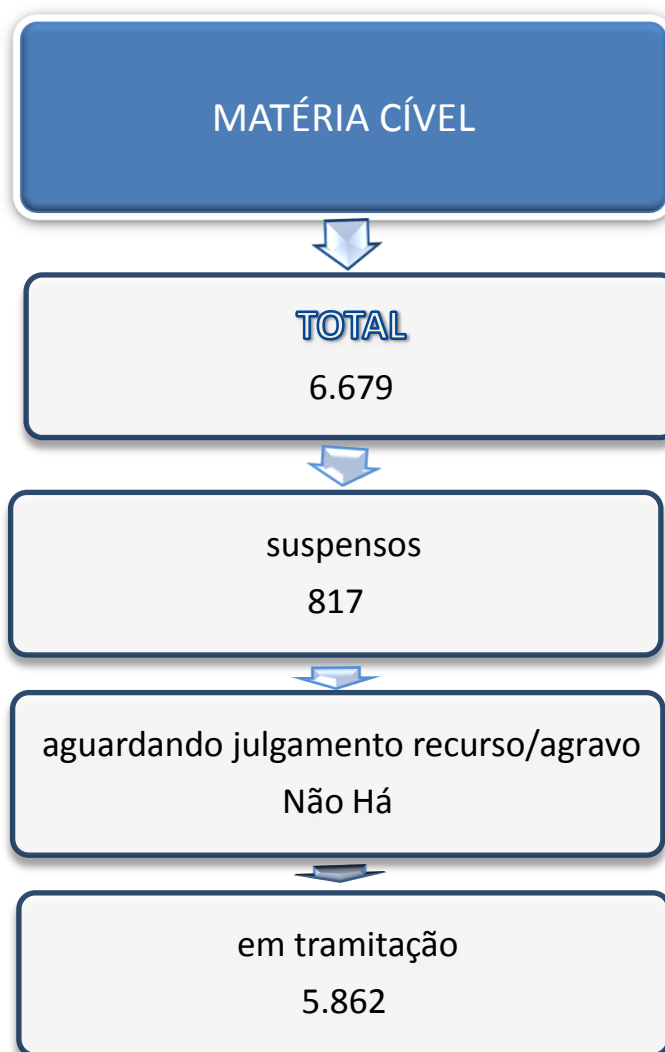 MATÉRIA CÍVEL
TOTAL
6.679
suspensos
817
aguardando julgamento recurso/agravo
Não Há
em tramitação
5.862